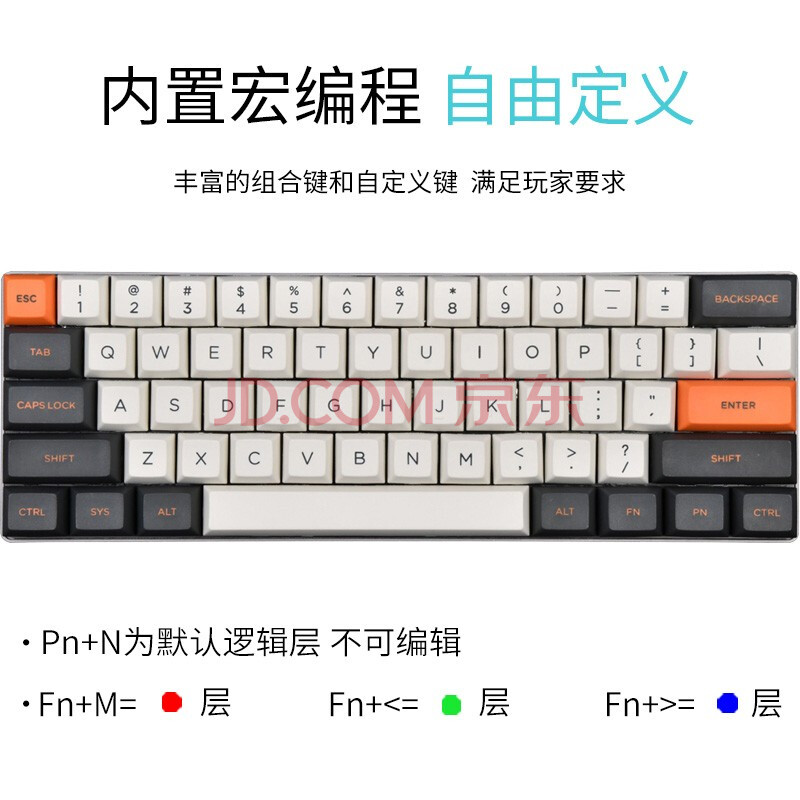 内置宏编程 自由定义
丰富的组合键和自定义键 满足玩家要求
ESC ! 1 @ 2 # 3 $ 4 % 5 ^ 6 & 7 * 8 ( 9 ) 0 — – + = BACKSPACE
TAB Q W E R T Y U I O P { [ } ] | \
CAPS LOCK A S D F G H J K L : ; " , ENTER
JD.COM 京东
SHIFT Z X C V B N M < , > . ? / SHIFT
CTRL SYS ALT ALT FN PN CTRL
·Pn+N为默认逻辑层 不可编辑
·Fn+M= 层 Fn+<= 层 Fn+>= 层